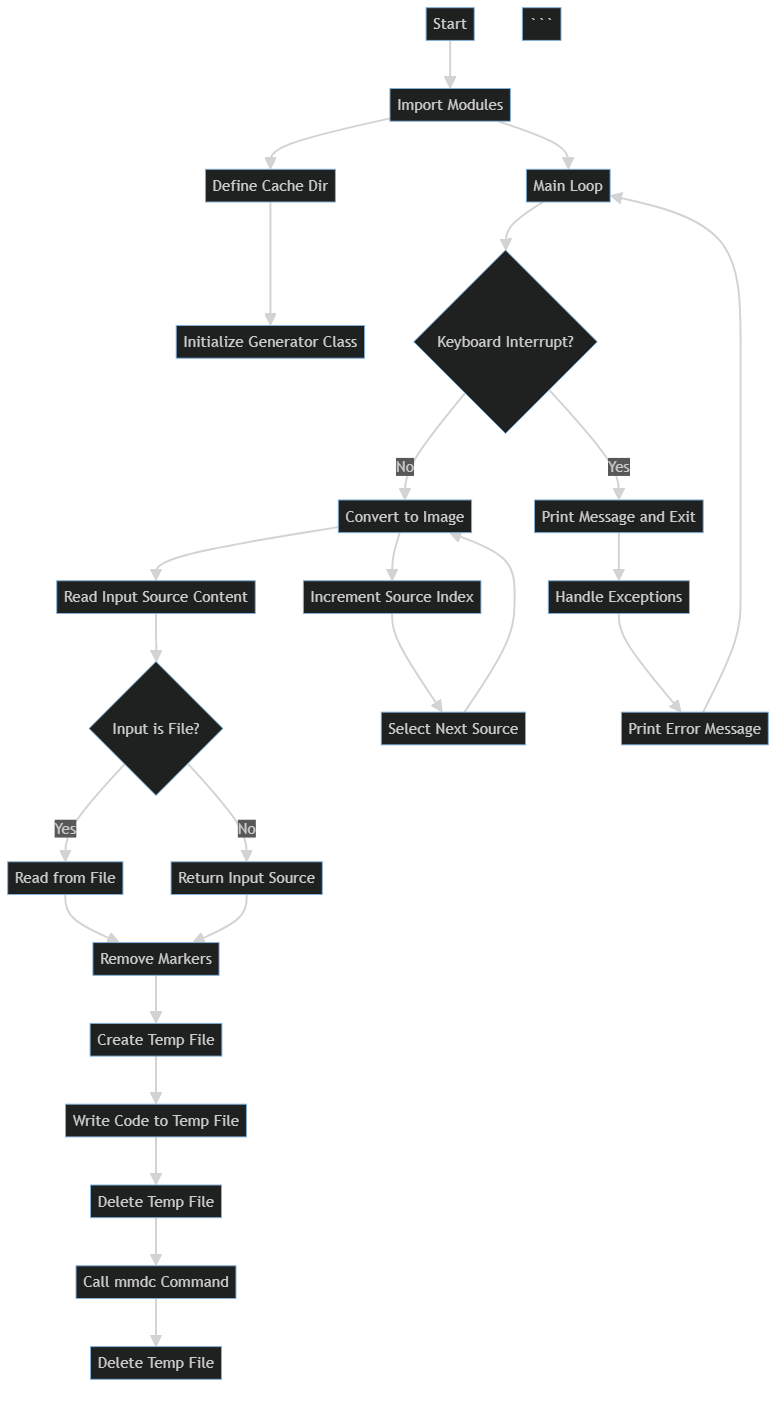 Start
```
Import Modules
Define Cache Dir
Main Loop
Initialize Generator Class
Keyboard Interrupt?
No
Yes
Convert to Image
Print Message and Exit
Read Input Source Content
Increment Source Index
Handle Exceptions
Input is File?
Select Next Source
Print Error Message
Yes
No
Read from File
Return Input Source
Remove Markers
Create Temp File
Write Code to Temp File
Delete Temp File
Call mmdc Command
Delete Temp File